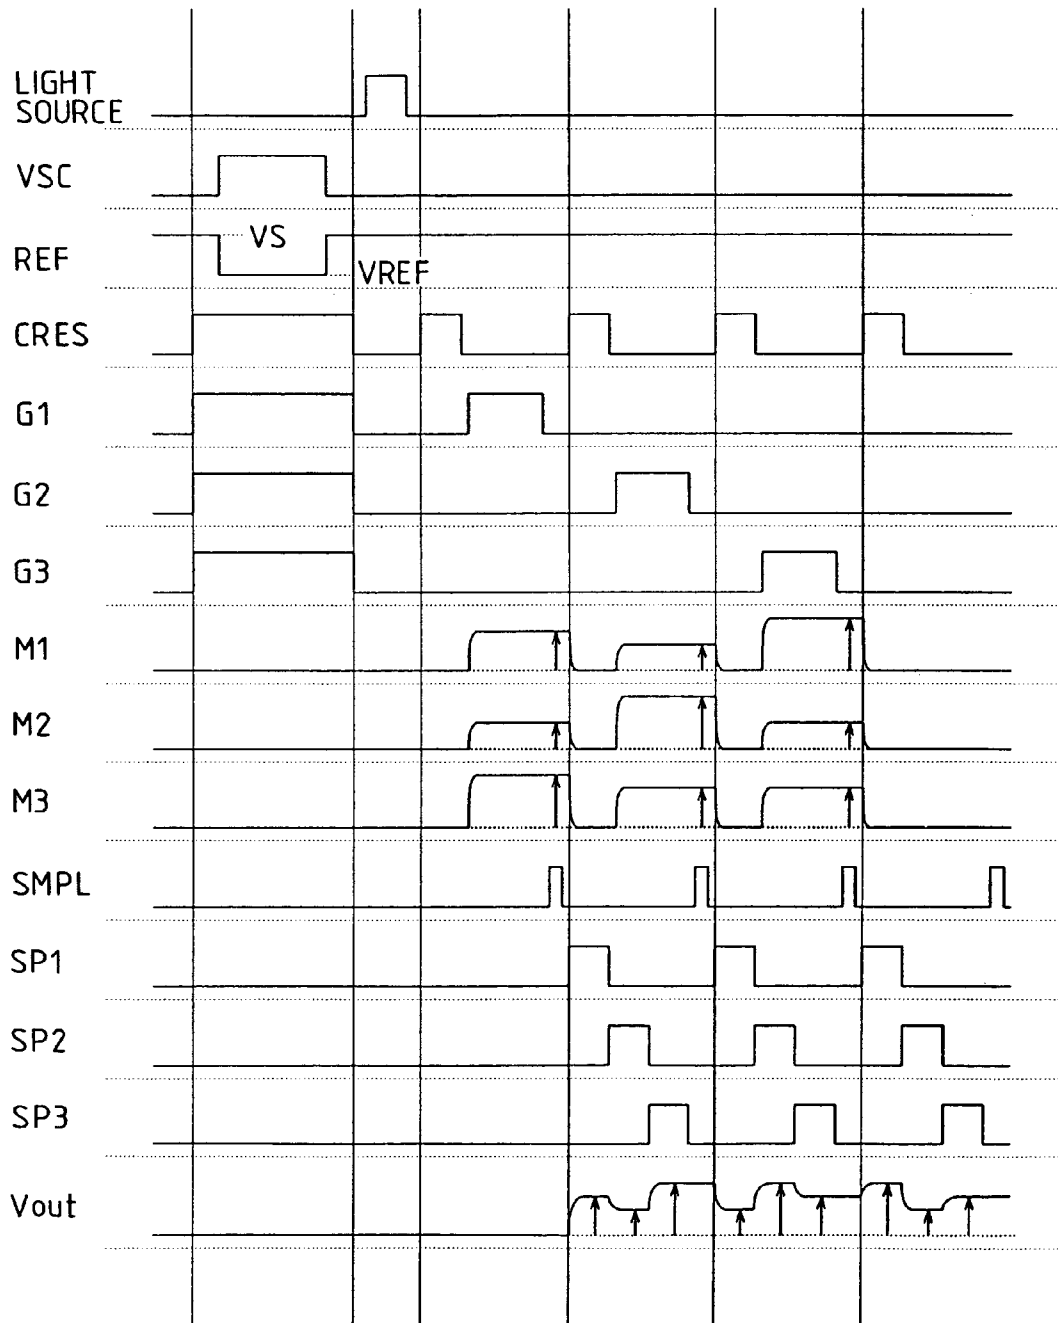 LIGHT
SOURCE
VSC
VS
REF
VREF
CRES
G1
G2
G3
M1
M2
M3
SMPL
SP1
SP2
SP3
Vout